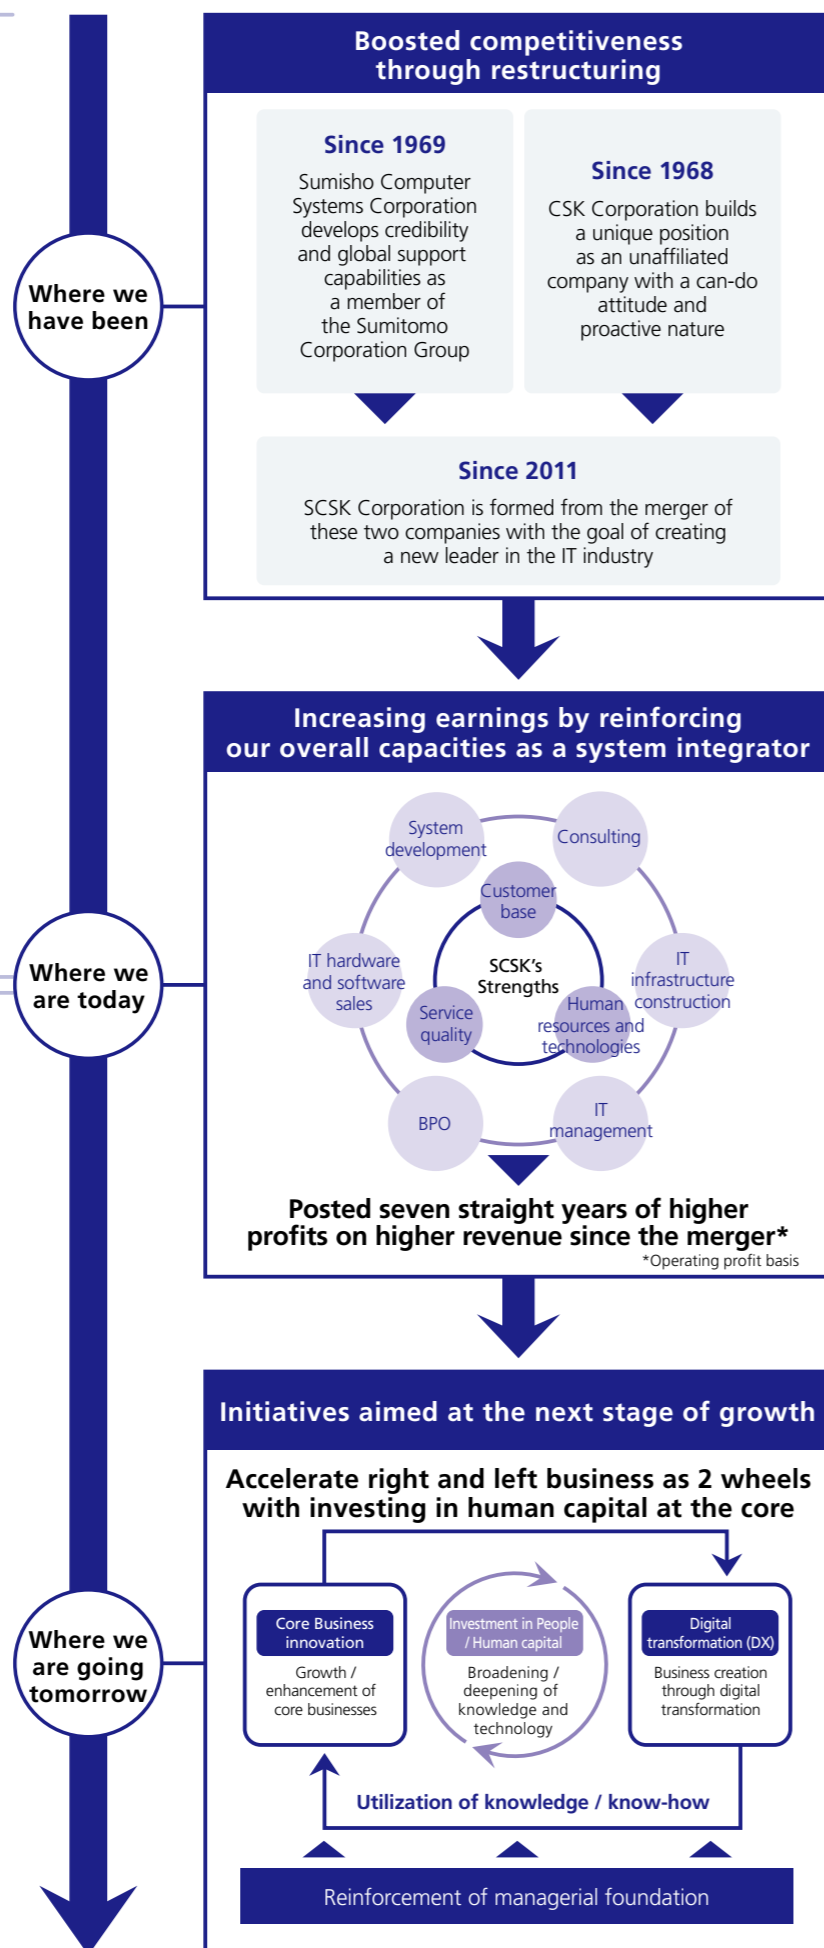 Boosted competitiveness
through restructuring
Since 1969
Sumisho Computer
Systems Corporation
develops credibility
and global support
capabilities as
a member of
the Sumitomo
Corporation Group
Since 1968
CSK Corporation builds
a unique position
as an unaffiliated
company with a can-do
attitude and
proactive nature
Where we
have been
Since 2011
SCSK Corporation is formed from the merger of
these two companies with the goal of creating
a new leader in the IT industry
Increasing earnings by reinforcing
our overall capacities as a system integrator
System
development
Consulting
Customer
base
IT hardware
and software
sales
SCSK's
Strengths
IT
infrastructure
construction
Where we
are today
Service
quality
Human
resources and
technologies
BPO
IT
management
Posted seven straight years of higher
profits on higher revenue since the merger*
*Operating profit basis
Initiatives aimed at the next stage of growth
Accelerate right and left business as 2 wheels
with investing in human capital at the core
Where we
are going
tomorrow
Core Business
innovation
Growth /
enhancement of
core businesses
Investment in People
/ Human capital
Broadening /
deepening of
knowledge and
technology
Digital
transformation (DX)
Business creation
through digital
transformation
Utilization of knowledge / know-how
Reinforcement of managerial foundation